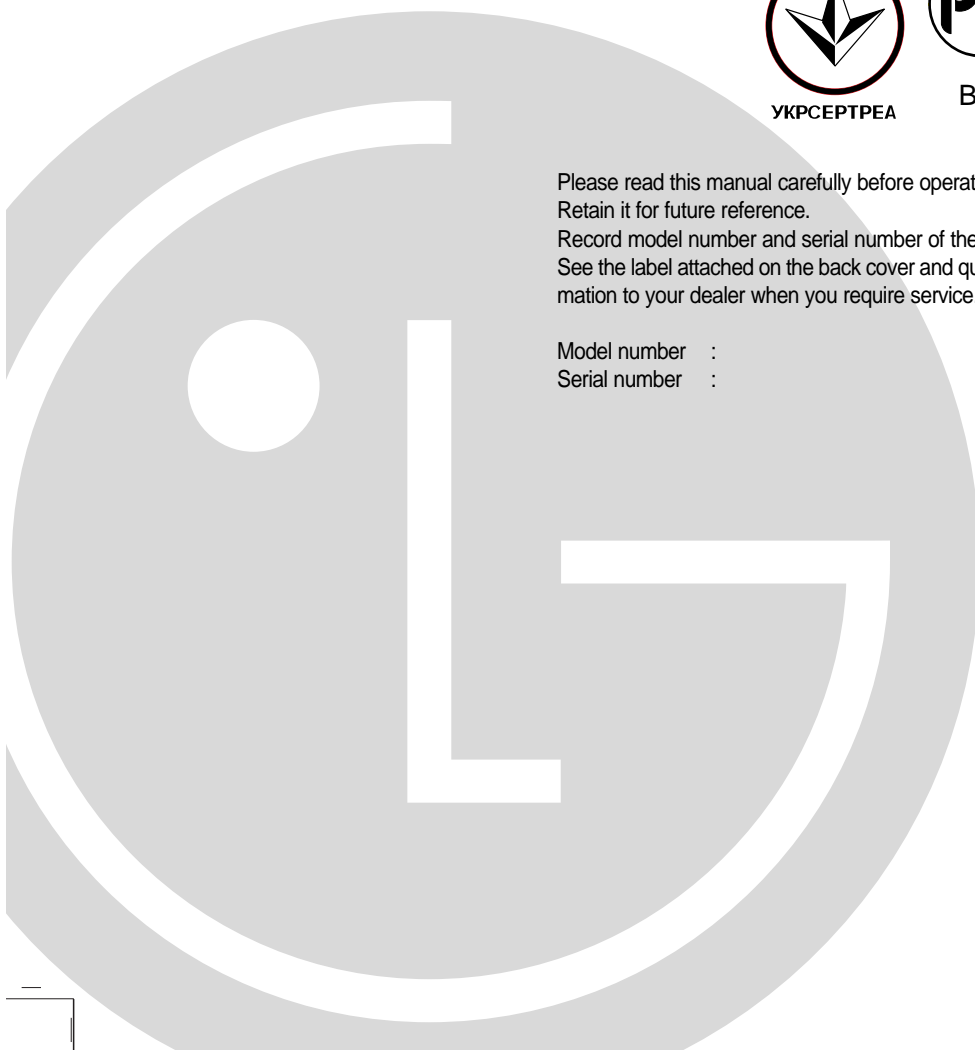 УКРСЕРТРЕА
Please read this manual carefully before
Retain it for future reference.
Record model number and serial number of the
See the label attached on the back cover and
mation to your dealer when you require service
Model number :
Serial number :